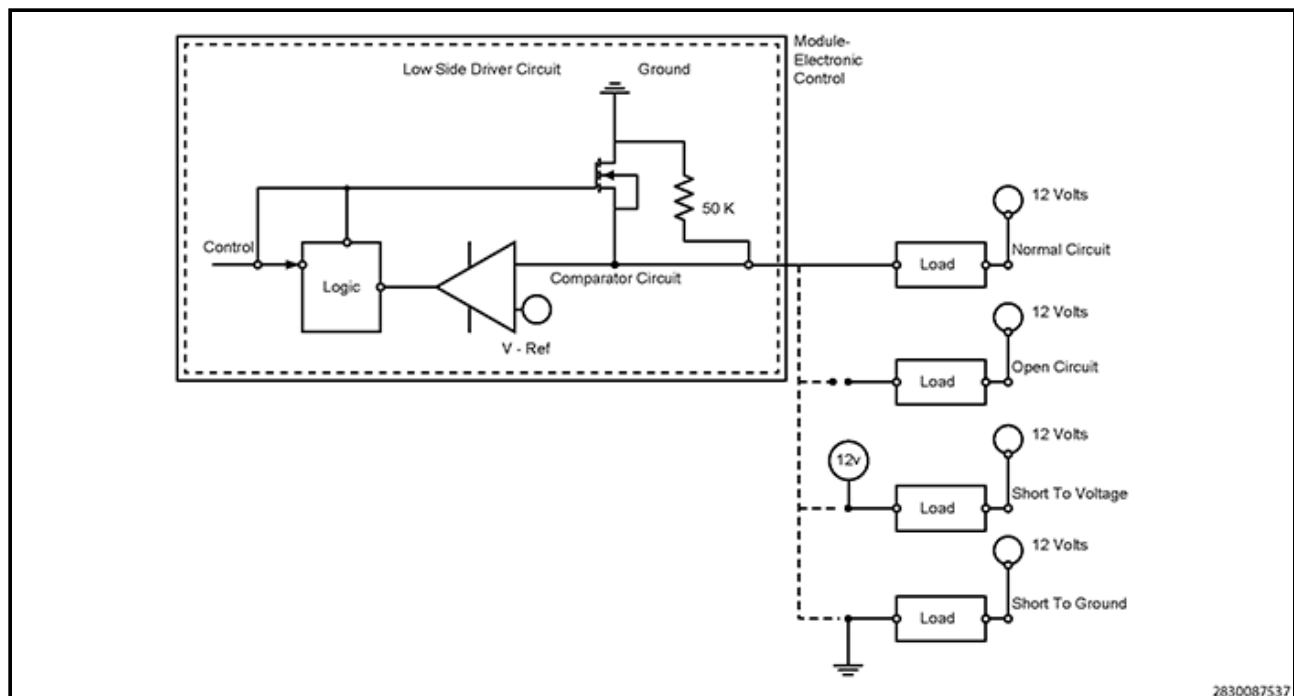 Module-
Electronic
Control
Low Side Driver Circuit
Ground
50 K
Control
Logic
Comparator Circuit
V - Ref
12 Volts
Load
Normal Circuit
12 Volts
Load
Open Circuit
12 Volts
12v
Load
Short To Voltage
12 Volts
Load
Short To Ground
2830087537